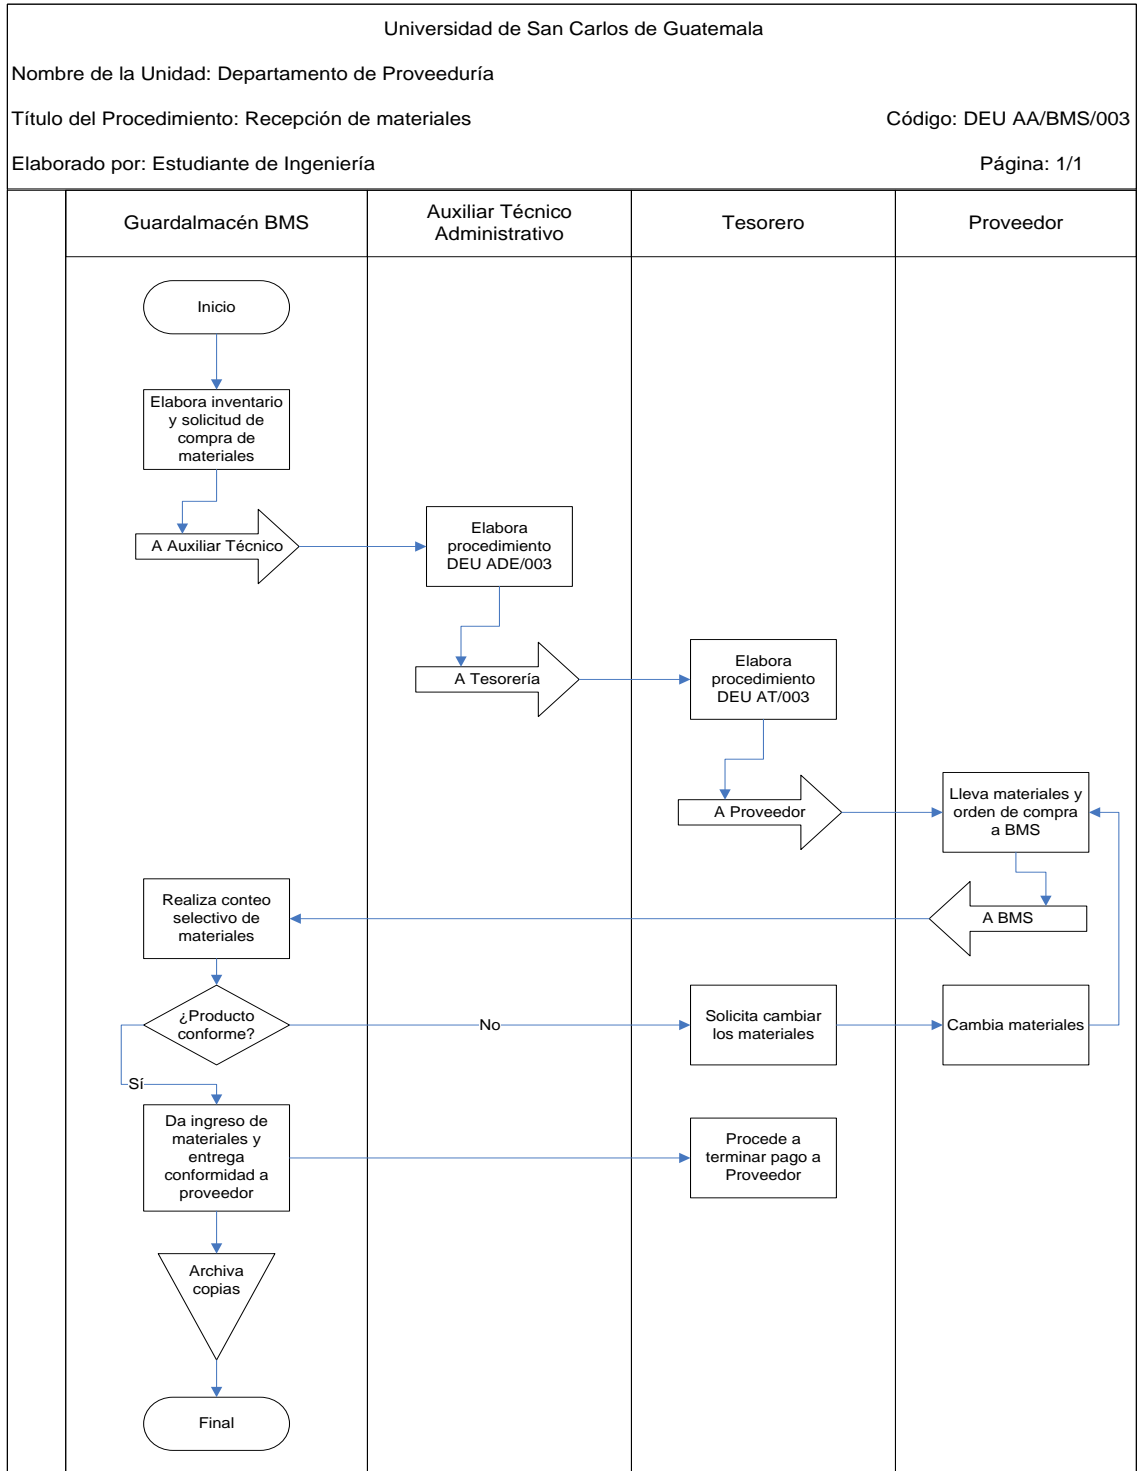 Universidad de San Carlos de Guatemala
Nombre de la Unidad: Departamento de Proveeduría
Título del Procedimiento: Recepción de materiales
Código: DEU AA/BMS/003
Elaborado por: Estudiante de Ingeniería
Página: 1/1
Guardalmacén BMS
Auxiliar Técnico
Administrativo
Tesorero
Proveedor
Inicio
Elabora inventario
y solicitud de
compra de
materiales
A Auxiliar Técnico
Elabora
procedimiento
DEU ADE/003
A Tesorería
Elabora
procedimiento
DEU AT/003
A Proveedor
Lleva materiales y
orden de compra
a BMS
A BMS
Realiza conteo
selectivo de
materiales
¿Producto
conforme?
No
Solicita cambiar
los materiales
Cambia materiales
Sí
Da ingreso de
materiales y
entrega
conformidad a
proveedor
Procede a
terminar pago a
Proveedor
Archiva
copias
Final